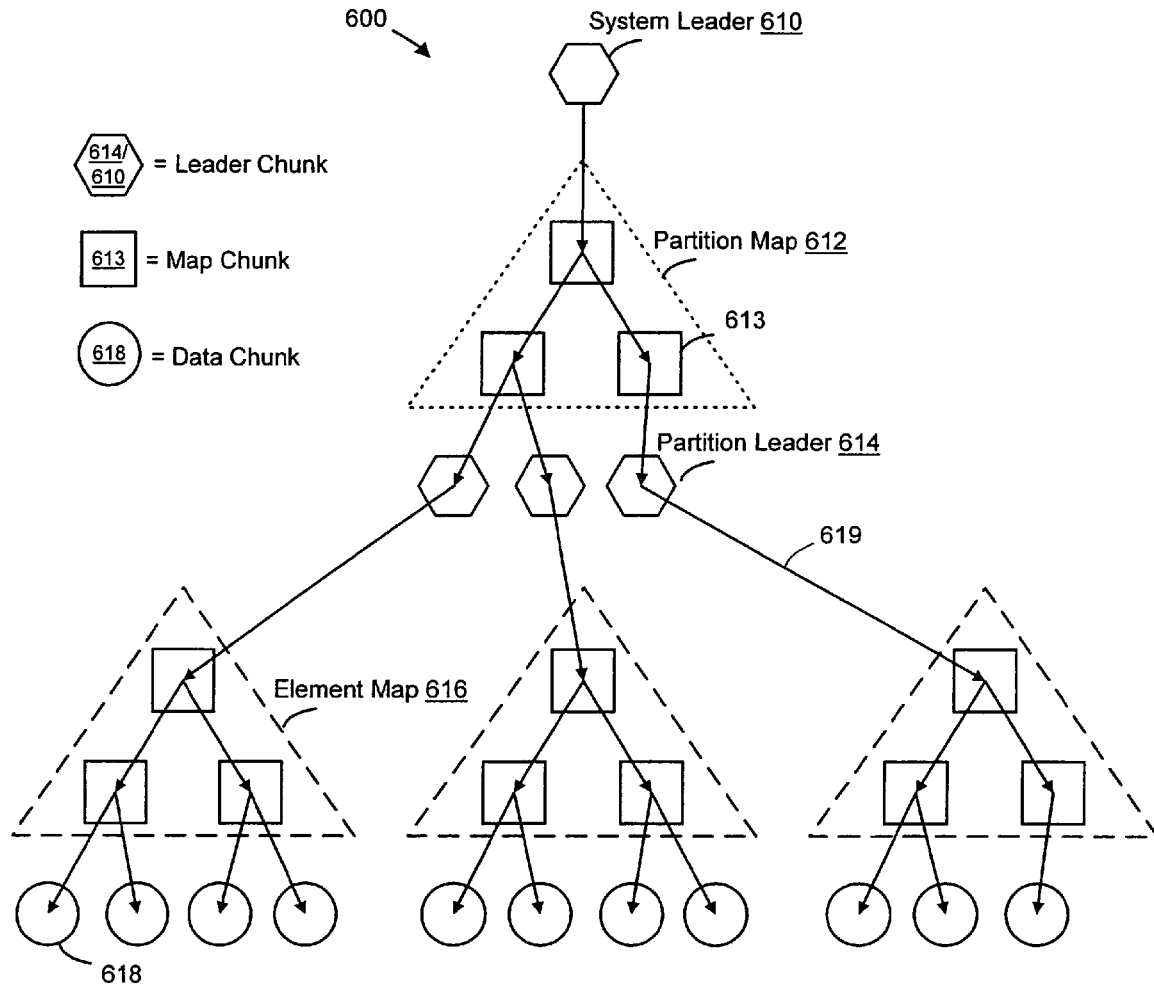 600
System Leader 610
614/
610
= Leader Chunk
613 = Map Chunk
618 = Data Chunk
Partition Map 612
613
Partition Leader 614
619
Element Map 616
618